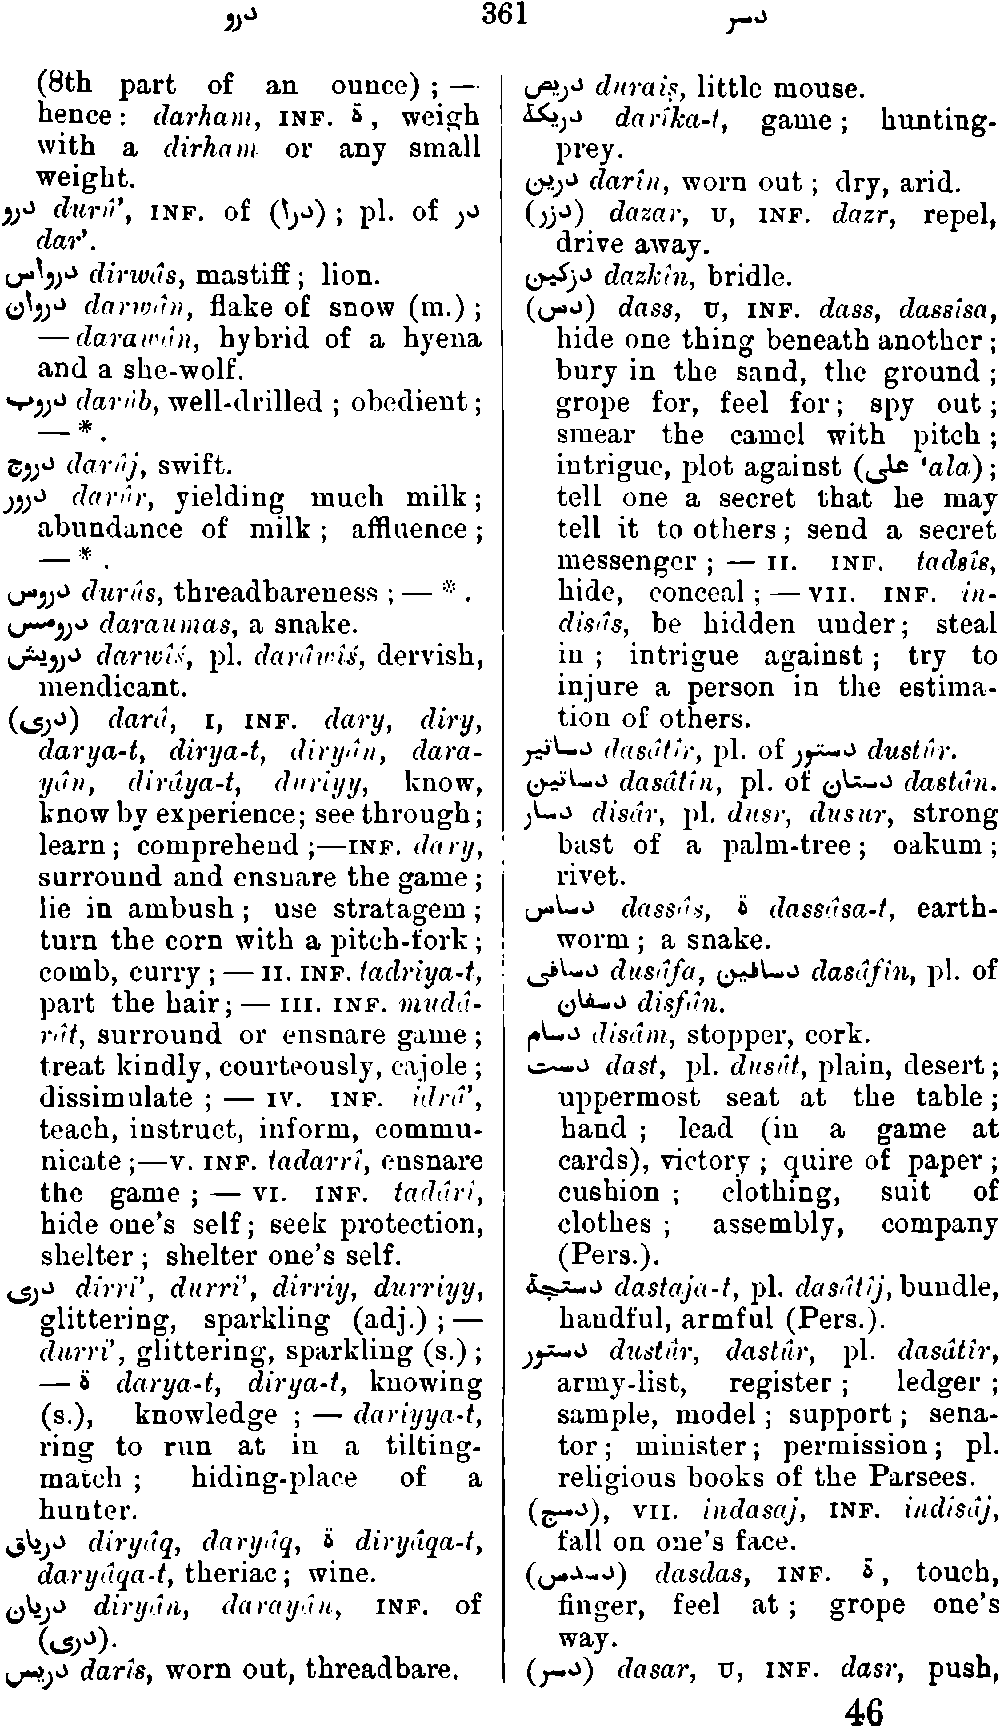 درو 361 دسر
(8th part of an ounce) ; —
hence: darham, INF. ة, weigh
with a dirham or any small
weight.
درو durû', INF. of (درأ) ; pl. of در
dar'.
درواس dirwâs, mastiff ; lion.
دروان darwân, flake of snow (m.) ;
— darawân, hybrid of a hyena
and a she-wolf.
دروب darûb, well-drilled ; obedient ;
— * .
دروج darûj, swift.
درور darûr, yielding much milk ;
abundance of milk ; affluence ;
— * .
دروس durûs, threadbareness ; — * .
درومس daraumas, a snake.
درويش darwîś, pl. darâwîś, dervish,
mendicant.
(درى) darâ, I, INF. dary, diry,
darya-t, dirya-t, diryân, dara-
yân, dirâya-t, duriyy, know,
know by experience; see through;
learn ; comprehend ;—INF. dary,
surround and ensnare the game ;
lie in ambush ; use stratagem ;
turn the corn with a pitch-fork ;
comb, curry ; — II. INF. tadriya-t,
part the hair ; — III. INF. mudâ-
rât, surround or ensnare game ;
treat kindly, courteously, cajole ;
dissimulate ; — IV. INF. idrâ',
teach, instruct, inform, commu-
nicate ;—V. INF. tadarrî, ensnare
the game ; — VI. INF. tadârî,
hide one's self ; seek protection,
shelter ; shelter one's self.
درى dirri', durri', dirriy, durriyy,
glittering, sparkling (adj.) ; —
durri', glittering, sparkling (s.) ;
— ة darya-t, dirya-t, knowing
(s.), knowledge ; — dariyya-t,
ring to run at in a tilting-
match ; hiding-place of a
hunter.
درياق diryâq, daryâq, ة diryâqa-t,
daryâqa-t, theriac ; wine.
دريان diryân, darayân, INF. of
(درى).
دريس darîs, worn out, threadbare.
دريص durais, little mouse.
دريكة darîka-t, game ; hunting-
prey.
درين darîn, worn out ; dry, arid.
(دزر) dazar, U, INF. dazr, repel,
drive away.
دزكين dazkîn, bridle.
(دس) dass, U, INF. dass, dassîsa,
hide one thing beneath another ;
bury in the sand, the ground ;
grope for, feel for ; spy out ;
smear the camel with pitch ;
intrigue, plot against (على 'ala) ;
tell one a secret that he may
tell it to others ; send a secret
messenger ; — II. INF. tadsîs,
hide, conceal ; — VII. INF. in-
disâs, be hidden under ; steal
in ; intrigue against ; try to
injure a person in the estima-
tion of others.
دساتير dasâtîr, pl. of دستور dustûr.
دساتين dasâtîn, pl. of دستان dastân.
دسار disâr, pl. dusr, dusur, strong
bast of a palm-tree ; oakum ;
rivet.
دساس dassâs, ة dassâsa-t, earth-
worm ; a snake.
دسافى dusâfa, دسافين dasâfîn, pl. of
دسفان disfân.
دسام disâm, stopper, cork.
دست dast, pl. dusût, plain, desert ;
uppermost seat at the table ;
hand ; lead (in a game at
cards), victory ; quire of paper ;
cushion ; clothing, suit of
clothes ; assembly, company
(Pers.).
دستجة dastaja-t, pl. dasâtîj, bundle,
handful, armful (Pers.).
دستور dustûr, dastûr, pl. dasâtîr,
army-list, register ; ledger ;
sample, model ; support ; sena-
tor ; minister ; permission ; pl.
religious books of the Parsees.
(دسج), VII. indasaj, INF. indisâj,
fall on one's face.
(دسدس) dasdas, INF. ة, touch,
finger, feel at ; grope one's
way.
(دسر) dasar, U, INF. dasr, push,
46